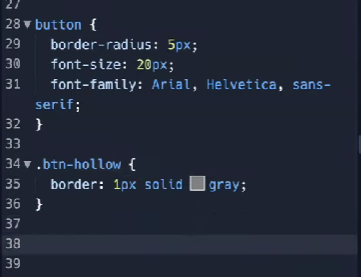 27
28 button {
29 border-radius: 5px;
30 font-size: 20px;
31 font-family: Arial, Helvetica, sans-
serif;
32 }
33
34 .btn-hollow {
35 border: 1px solid gray;
36 }
37
38
39